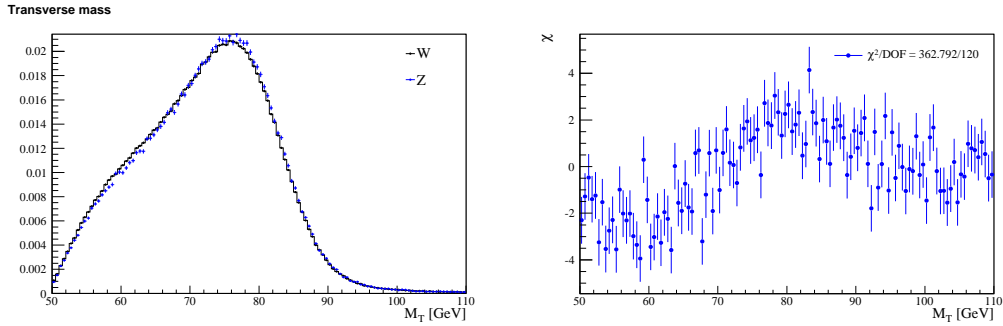 Transverse mass
0.02
0.018
0.016
0.014
0.012
0.01
0.008
0.006
0.004
0.002
0
W
Z
50 60 70 80 90 100 110
M_T [GeV]
χ
χ²/DOF = 362.792/120
4
2
0
-2
-4
50 60 70 80 90 100 110
M_T [GeV]